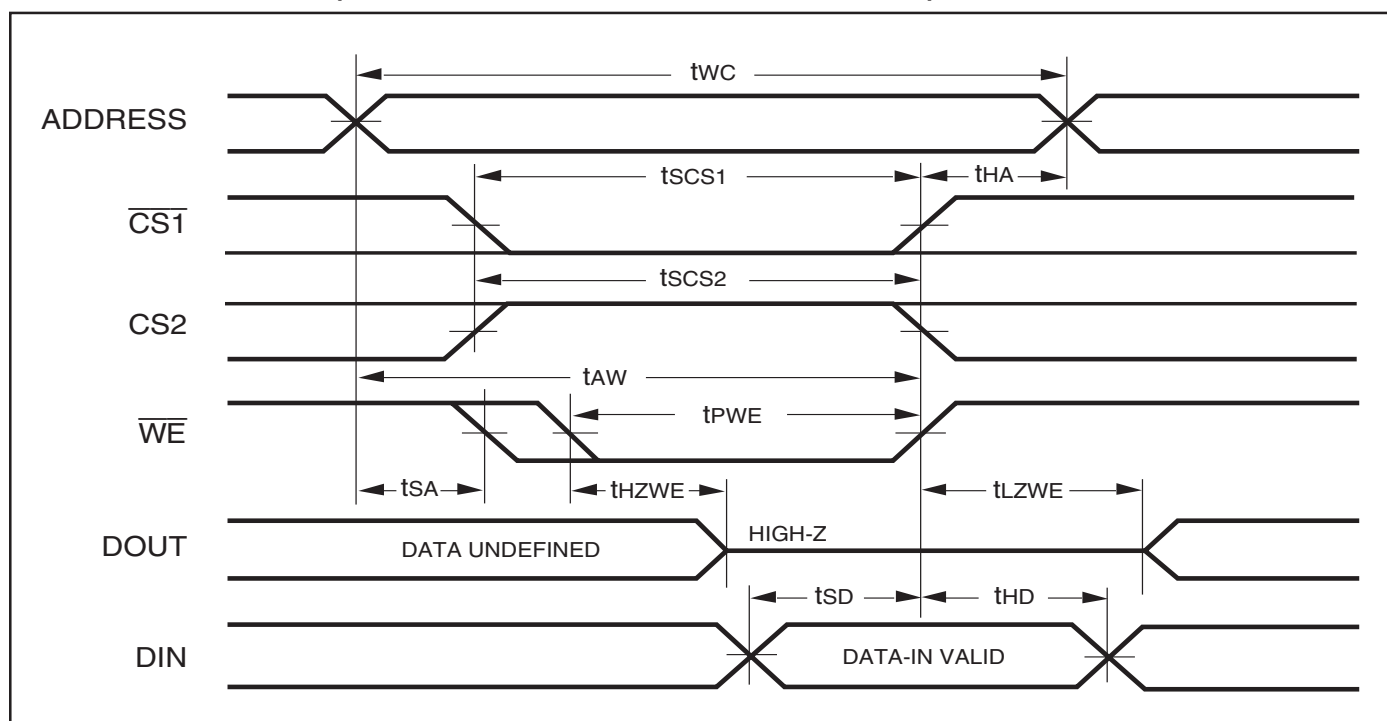 tWC
ADDRESS
tSCS1
tHA
CS1
tSCS2
CS2
tAW
tPWE
WE
tSA
tHZWE
tLZWE
DOUT
DATA UNDEFINED
HIGH-Z
tSD
tHD
DIN
DATA-IN VALID